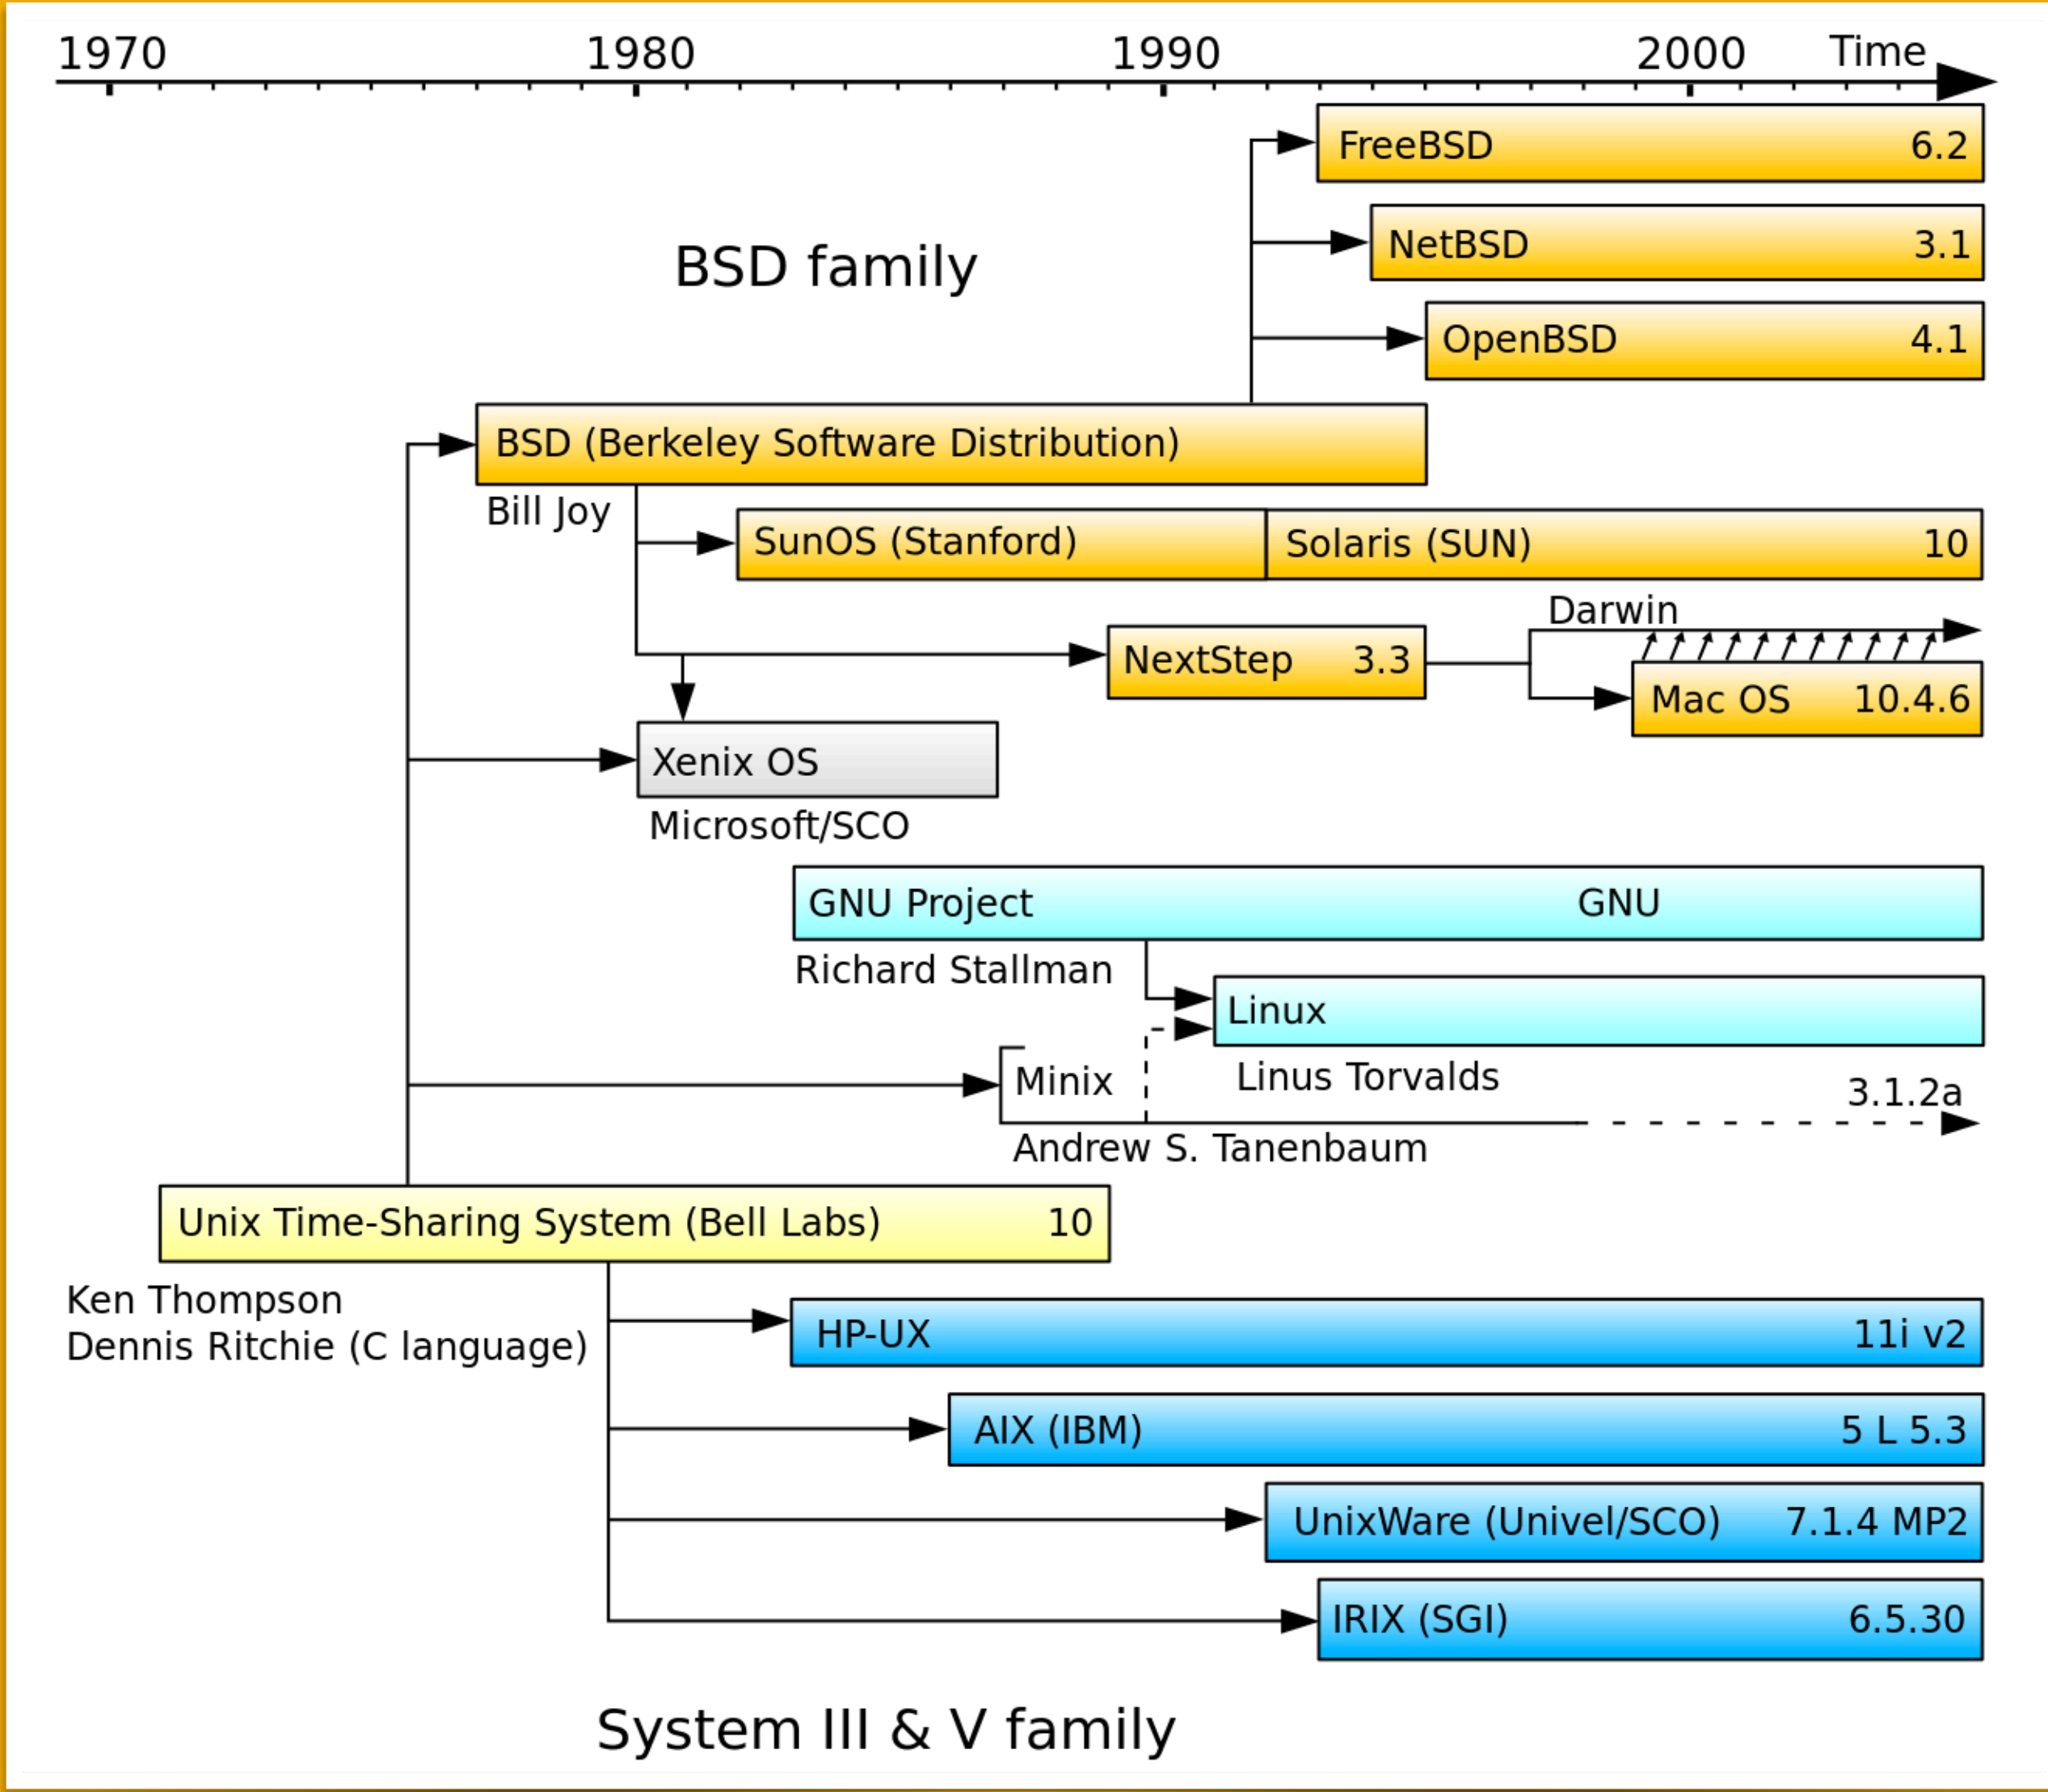 1970 1980 1990 2000 Time
FreeBSD 6.2
NetBSD 3.1
BSD family
OpenBSD 4.1
BSD (Berkeley Software Distribution)
Bill Joy
SunOS (Stanford) Solaris (SUN) 10
Darwin
NextStep 3.3
Mac OS 10.4.6
Xenix OS
Microsoft/SCO
GNU Project GNU
Richard Stallman
Linux
Linus Torvalds
Minix
3.1.2a
Andrew S. Tanenbaum
Unix Time-Sharing System (Bell Labs) 10
Ken Thompson
Dennis Ritchie (C language)
HP-UX 11i v2
AIX (IBM) 5 L 5.3
UnixWare (Univel/SCO) 7.1.4 MP2
IRIX (SGI) 6.5.30
System III & V family